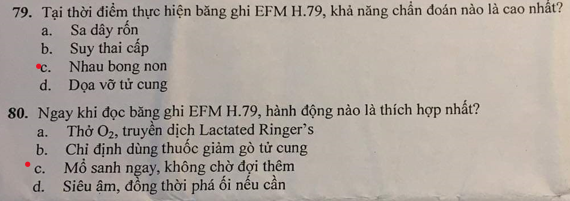 79. Tại thời điểm thực hiện băng ghi EFM H.79, khả năng chẩn đoán nào là cao nhất?
a. Sa dây rốn
b. Suy thai cấp
c. Nhau bong non
d. Dọa vỡ tử cung
80. Ngay khi đọc băng ghi EFM H.79, hành động nào là thích hợp nhất?
a. Thở O₂, truyền dịch Lactated Ringer's
b. Chỉ định dùng thuốc giảm gò tử cung
c. Mổ sanh ngay, không chờ đợi thêm
d. Siêu âm, đồng thời phá ối nếu cần